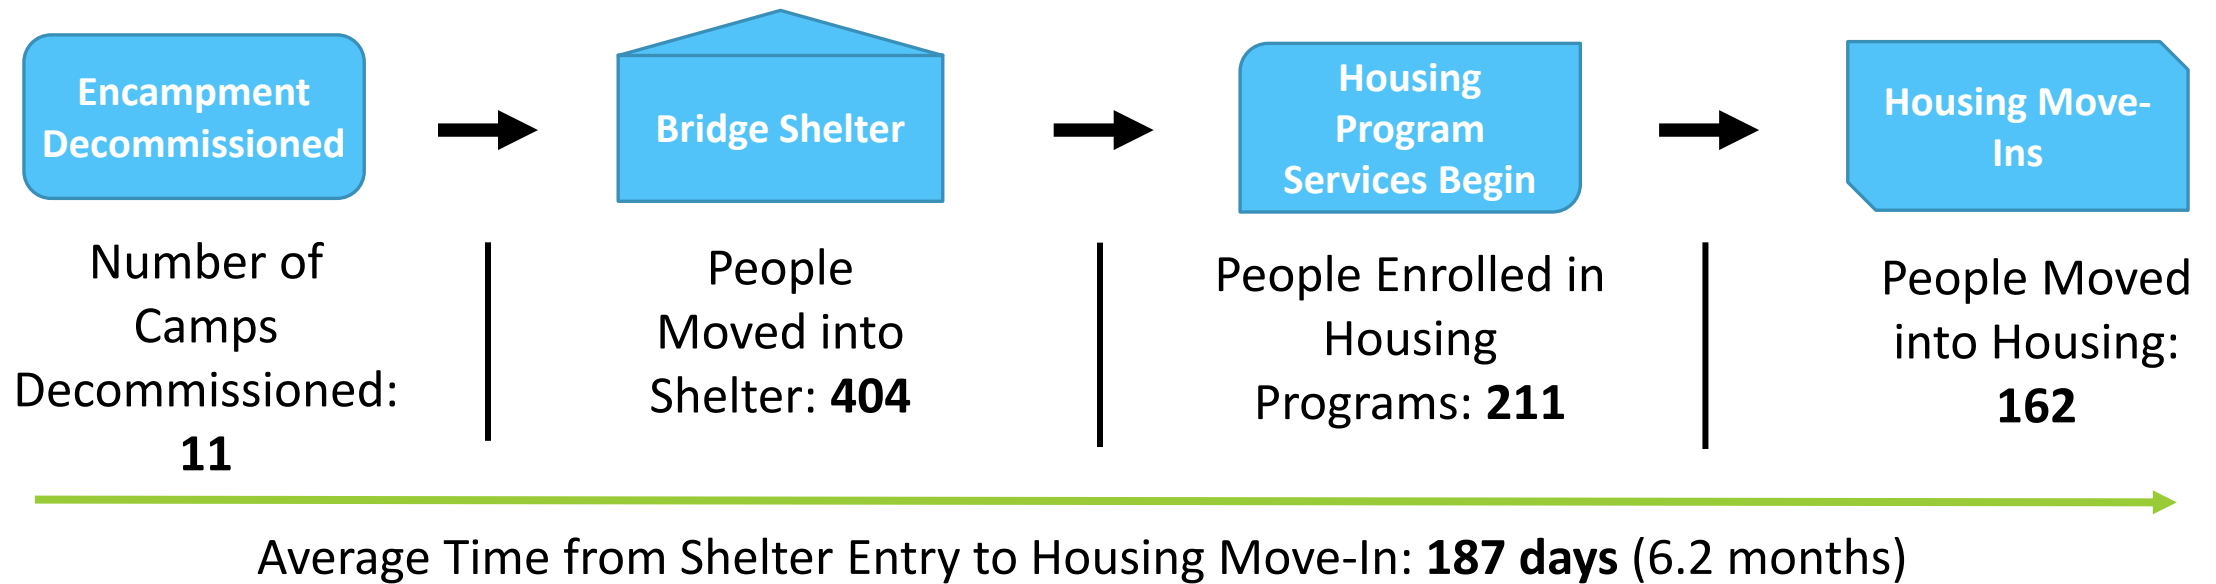 Encampment
Decommissioned
Bridge Shelter
Housing
Program
Services Begin
Housing Move-
Ins
Number of
Camps
Decommissioned:
11
People
Moved into
Shelter: 404
People Enrolled in
Housing
Programs: 211
People Moved
into Housing:
162
Average Time from Shelter Entry to Housing Move-In: 187 days (6.2 months)